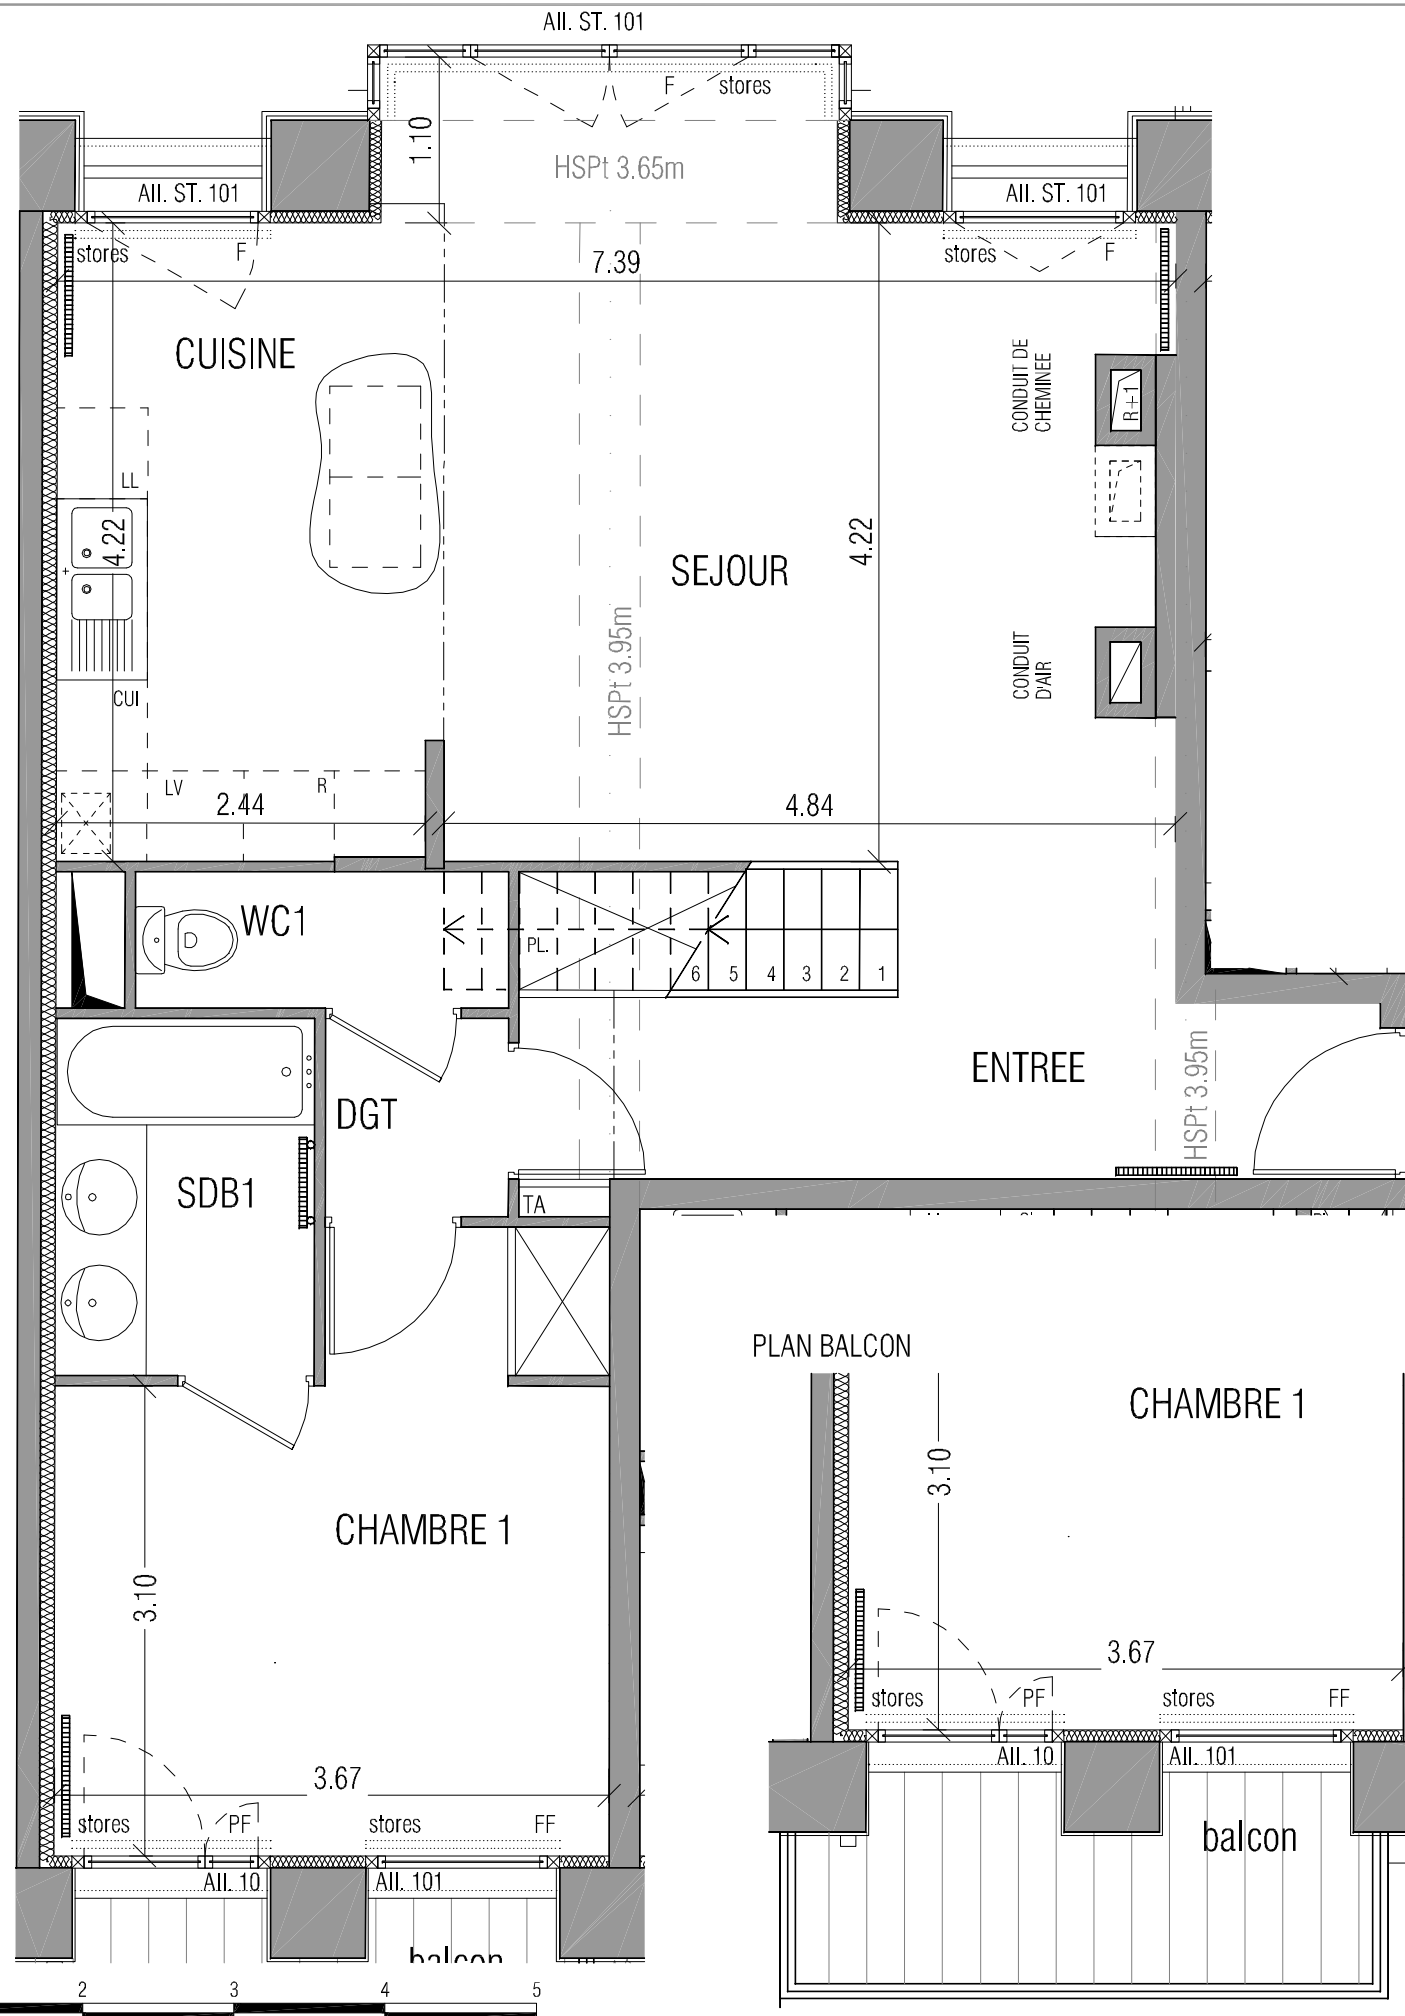 All. ST. 101
F
stores
1.10
HSPt 3.65m
All. ST. 101
All. ST. 101
stores
F
7.39
stores
F
CUISINE
CONDUIT DE
CHEMINEE
R+1
LL
4.22
SEJOUR
4.22
HSPt 3.95m
CONDUIT
D'AIR
CUI
LV
R
2.44
4.84
WC1
PL.
6
5
4
3
2
1
ENTREE
HSPt 3.95m
DGT
SDB1
TA
PLAN BALCON
CHAMBRE 1
3.10
CHAMBRE 1
3.10
3.67
stores
PF
stores
FF
All. 10
All. 101
balcon
3.67
stores
PF
stores
FF
All. 10
All. 101
balcon
2
3
4
5